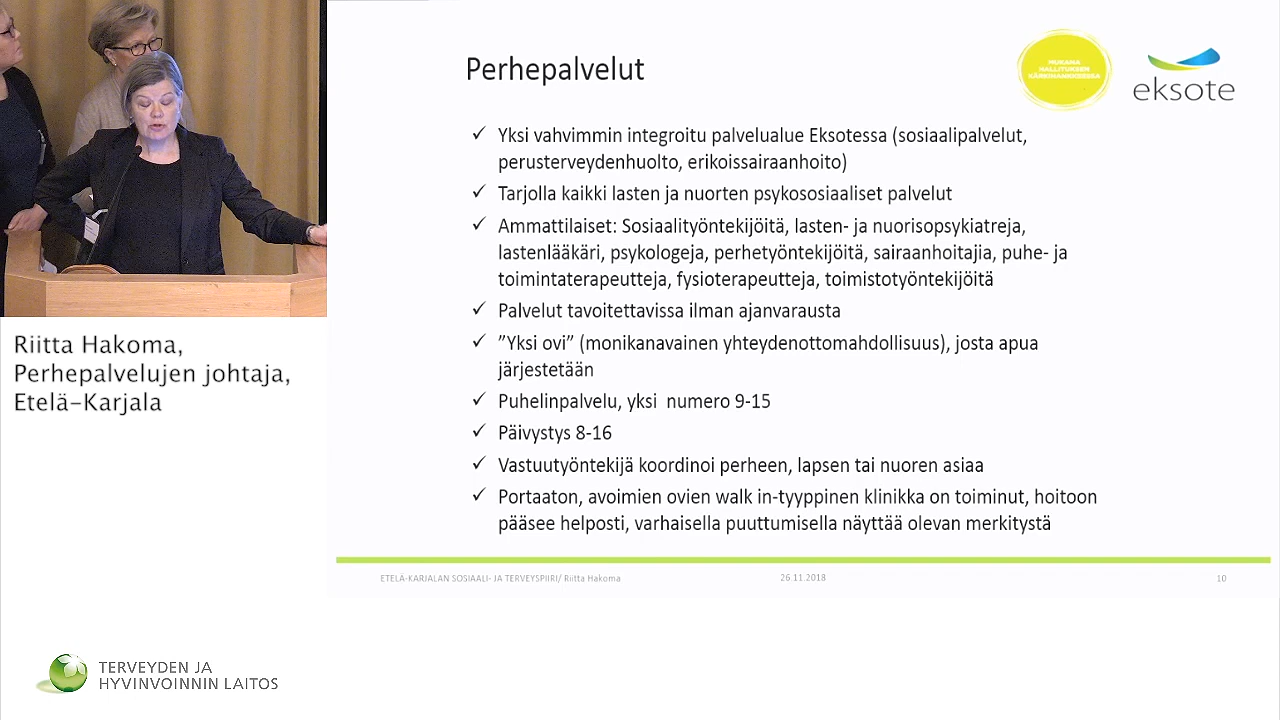 Perhepalvelut
MUKANA
HALLITUKSEN
KÄRKIHANKKEESSA
eksote
✓ Yksi vahvimmin integroitu palvelualue Eksotessa (sosiaalipalvelut,
perusterveydenhuolto, erikoissairaanhoito)
✓ Tarjolla kaikki lasten ja nuorten psykososiaaliset palvelut
✓ Ammattilaiset: Sosiaalityöntekijöitä, lasten- ja nuorisopsykiatreja,
lastenlääkäri, psykologeja, perhetyöntekijöitä, sairaanhoitajia, puhe- ja
toimintaterapeutteja, fysioterapeutteja, toimistotyöntekijöitä
✓ Palvelut tavoitettavissa ilman ajanvarausta
✓ ”Yksi ovi” (monikanavainen yhteydenottomahdollisuus), josta apua
järjestetään
✓ Puhelinpalvelu, yksi  numero 9-15
✓ Päivystys 8-16
✓ Vastuutyöntekijä koordinoi perheen, lapsen tai nuoren asiaa
✓ Portaaton, avoimien ovien walk in-tyyppinen klinikka on toiminut, hoitoon
pääsee helposti, varhaisella puuttumisella näyttää olevan merkitystä
ETELÄ-KARJALAN SOSIAALI- JA TERVEYSPIIRI/ Riitta Hakoma
26.11.2018
10
Riitta Hakoma,
Perhepalvelujen johtaja,
Etelä-Karjala
TERVEYDEN JA
HYVINVOINNIN LAITOS